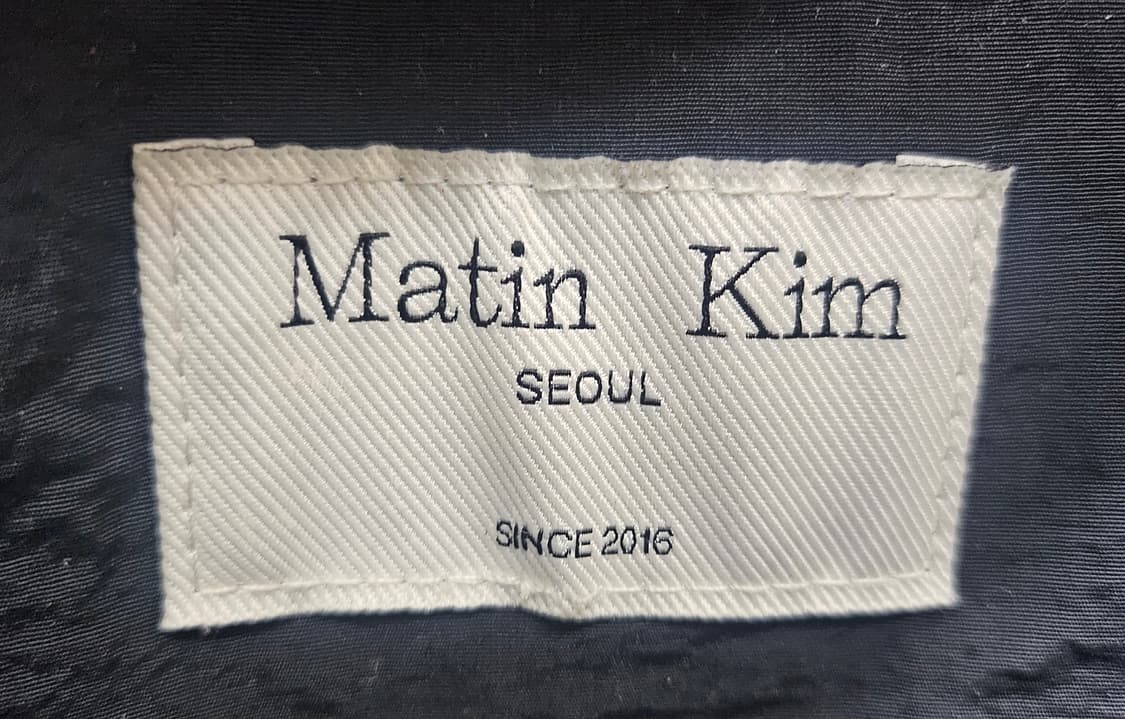 Matin Kim
SEOUL
SINCE 2016